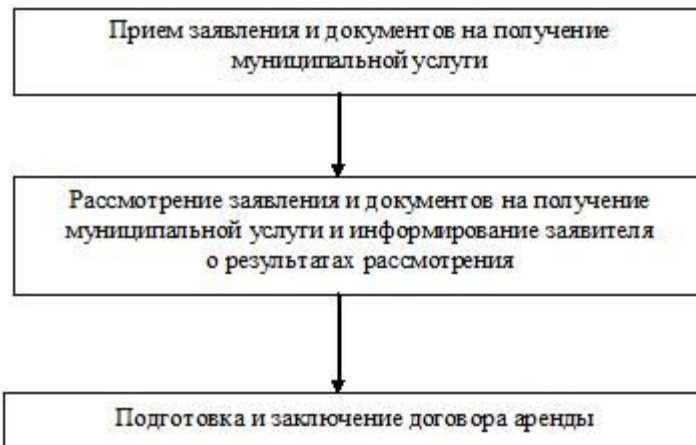 Прием заявления и документов на получение
муниципальной услуги
Рассмотрение заявления и документов на получение
муниципальной услуги и информирование заявителя
о результатах рассмотрения
Подготовка и заключение договора аренды